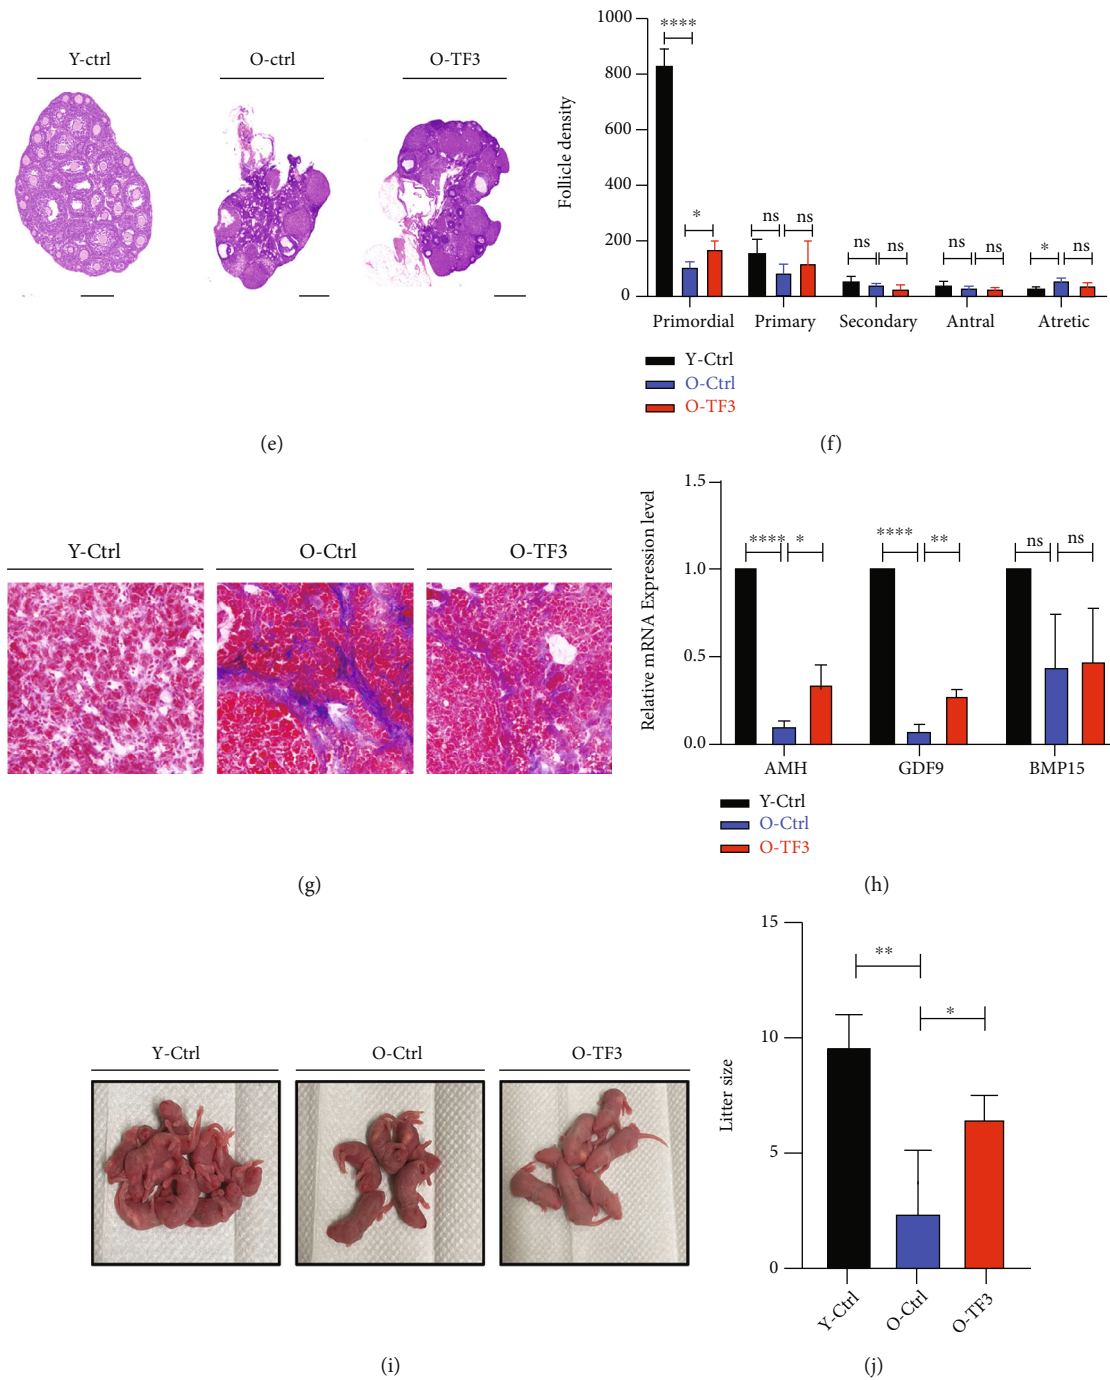 Y-ctrl
O-ctrl
O-TF3
(e)
Follicle density
1000
800
600
400
200
0
****
*
ns
ns
ns
ns
ns
ns
*
ns
Primordial
Primary
Secondary
Antral
Atretic
Y-Ctrl
O-Ctrl
O-TF3
(f)
Y-Ctrl
O-Ctrl
O-TF3
(g)
Relative mRNA Expression level
1.5
1.0
0.5
0.0
****
*
****
**
ns
ns
AMH
GDF9
BMP15
Y-Ctrl
O-Ctrl
O-TF3
(h)
Y-Ctrl
O-Ctrl
O-TF3
(i)
Litter size
15
10
5
0
**
*
Y-Ctrl
O-Ctrl
O-TF3
(j)